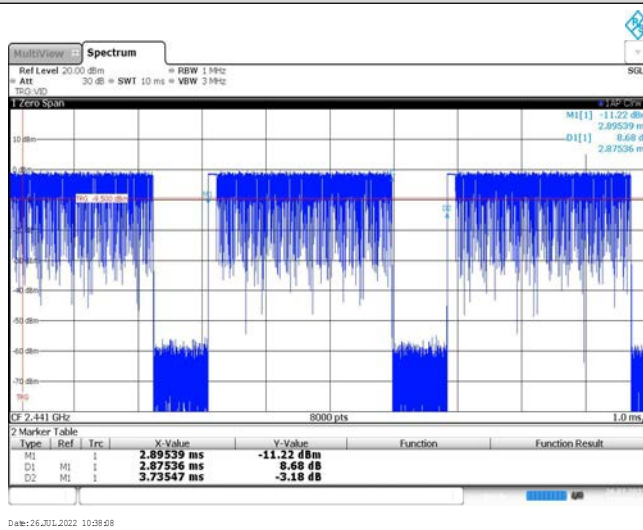 MultiView
Spectrum
Ref Level 20.00 dBm RBW 1 MHz SGL
Att 30 dB SWT 10 ms VBW 3 MHz
TRG:VID
1 Zero Span 1AP Clrw
M1[1] -11.22 dBm
2.89539 ms
D1[1] 8.68 d
2.87536 m
10 dBm
TRG -9.500 dBm
M1
D2
-40 dBm
-50 dBm
-60 dBm
-70 dBm
TRG
CF 2.441 GHz 8000 pts 1.0 ms/
2 Marker Table
Type Ref Trc X-Value Y-Value Function Function Result
M1 1 2.89539 ms -11.22 dBm
D1 M1 1 2.87536 ms 8.68 dB
D2 M1 1 3.73547 ms -3.18 dB
Date: 26.JUL.2022 10:38:08